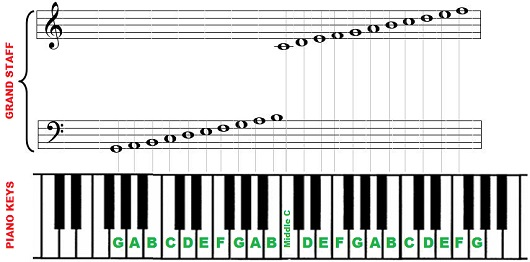 GRAND STAFF
PIANO KEYS
G A B C D E F G A B Middle C D E F G A B C D E F G